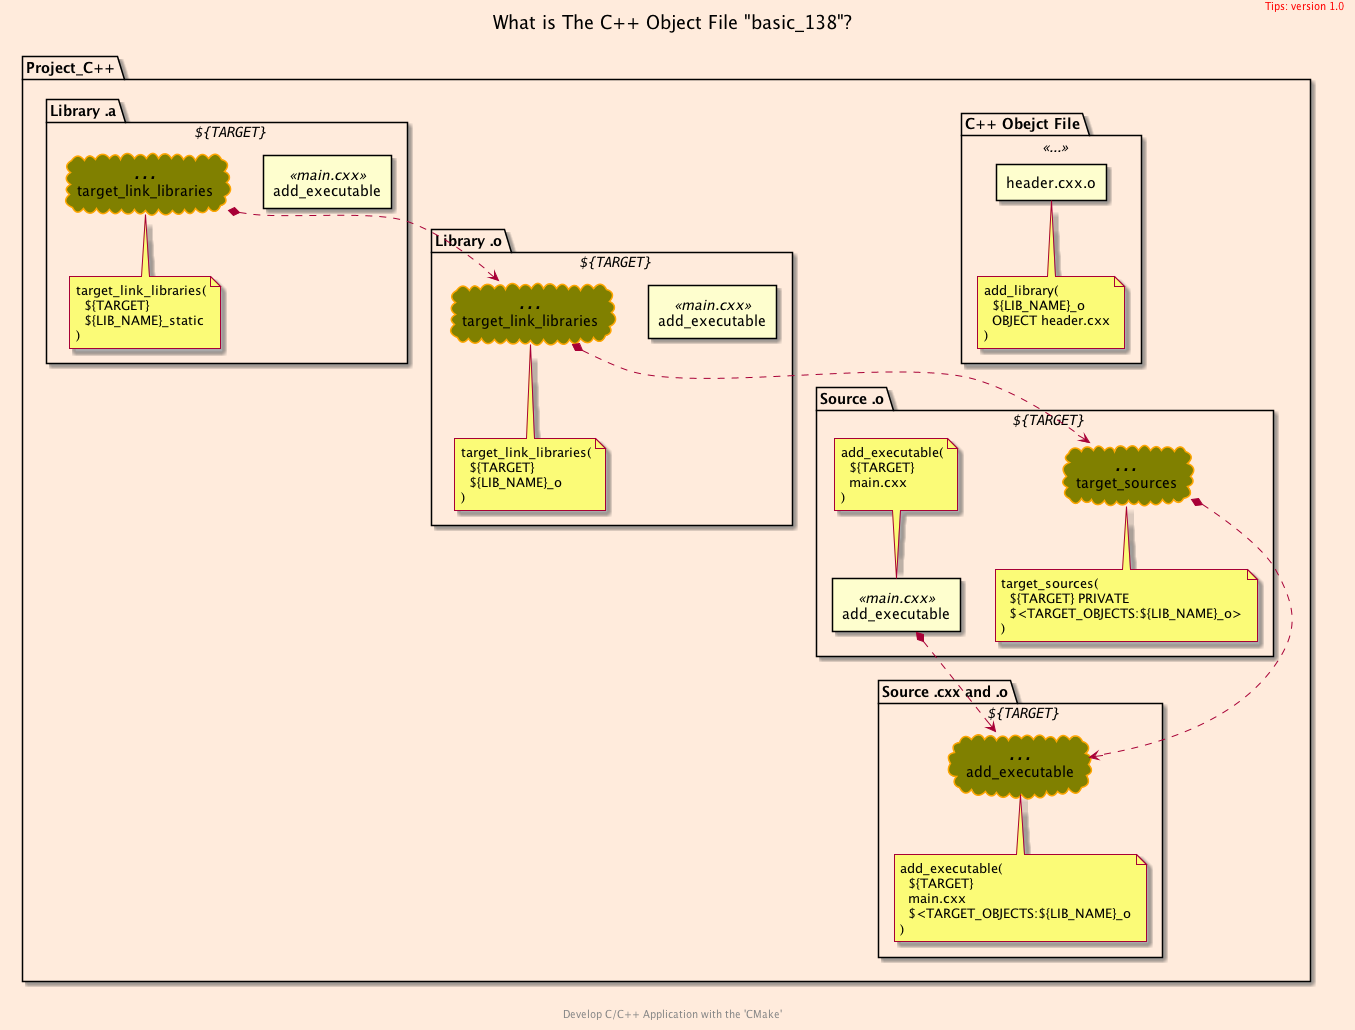 Tips: version 1.0
What is The C++ Object File "basic_138"?
Project_C++
Library .a
${TARGET}
...
target_link_libraries
«main.cxx»
add_executable
target_link_libraries(
${TARGET}
${LIB_NAME}_static
)
Library .o
${TARGET}
...
target_link_libraries
«main.cxx»
add_executable
target_link_libraries(
${TARGET}
${LIB_NAME}_o
)
C++ Obejct File
«...»
header.cxx.o
add_library(
${LIB_NAME}_o
OBJECT header.cxx
)
Source .o
${TARGET}
add_executable(
${TARGET}
main.cxx
)
...
target_sources
«main.cxx»
add_executable
target_sources(
${TARGET} PRIVATE
$<TARGET_OBJECTS:${LIB_NAME}_o>
)
Source .cxx and .o
${TARGET}
...
add_executable
add_executable(
${TARGET}
main.cxx
$<TARGET_OBJECTS:${LIB_NAME}_o
)
Develop C/C++ Application with the 'CMake'